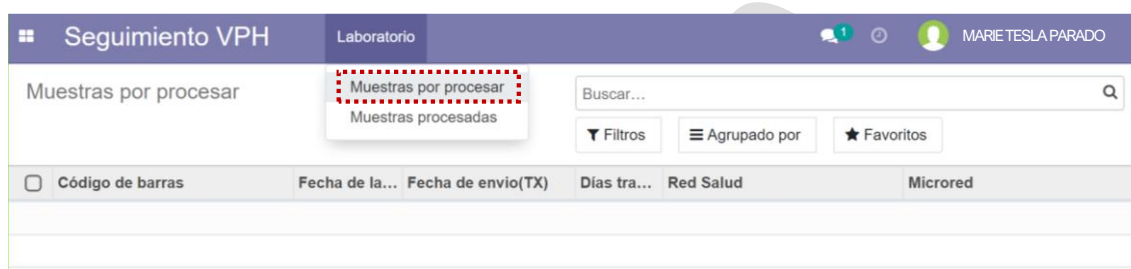 Seguimiento VPH Laboratorio 1 MARIE TESLA PARADO
Muestras por procesar
Muestras por procesar
Muestras procesadas
Buscar...
Filtros Agrupado por Favoritos
Código de barras Fecha de la... Fecha de envio(TX) Días tra... Red Salud Microred